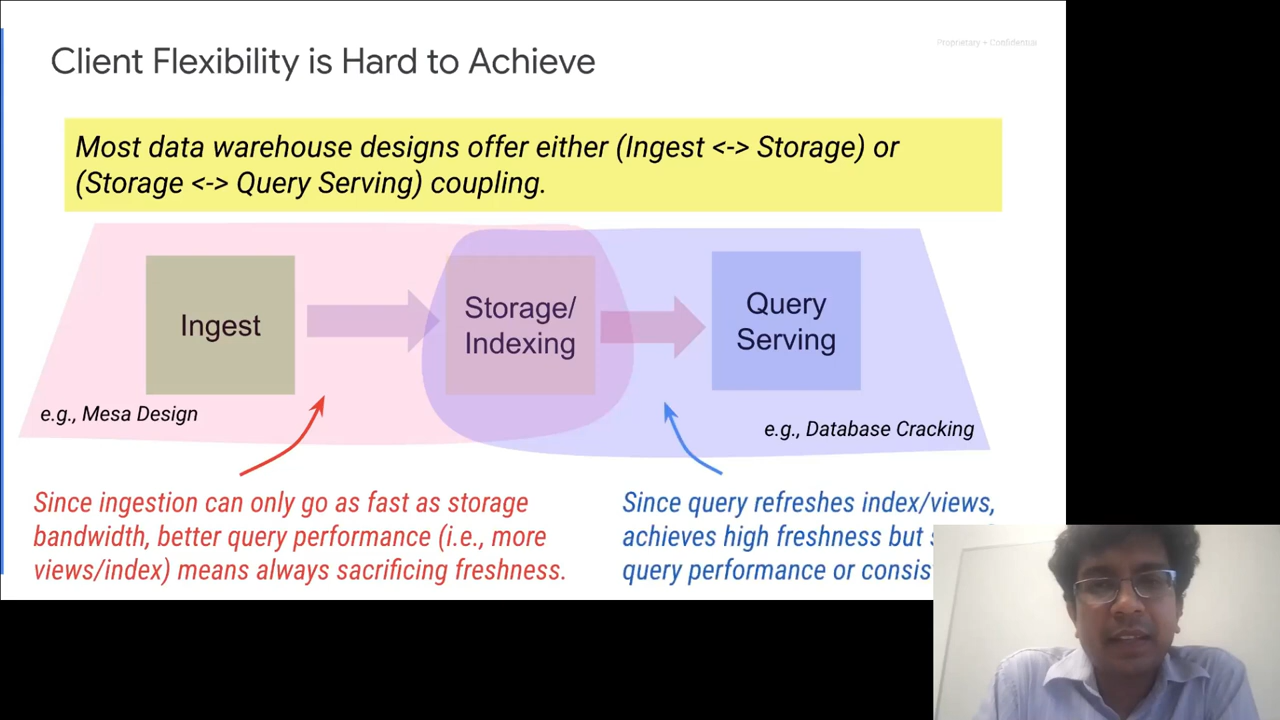 Proprietary + Confidential
Client Flexibility is Hard to Achieve
Most data warehouse designs offer either (Ingest <-> Storage) or
(Storage <-> Query Serving) coupling.
Ingest
Storage/
Indexing
Query
Serving
e.g., Mesa Design
e.g., Database Cracking
Since ingestion can only go as fast as storage
bandwidth, better query performance (i.e., more
views/index) means always sacrificing freshness.
Since query refreshes index/views,
achieves high freshness but
query performance or